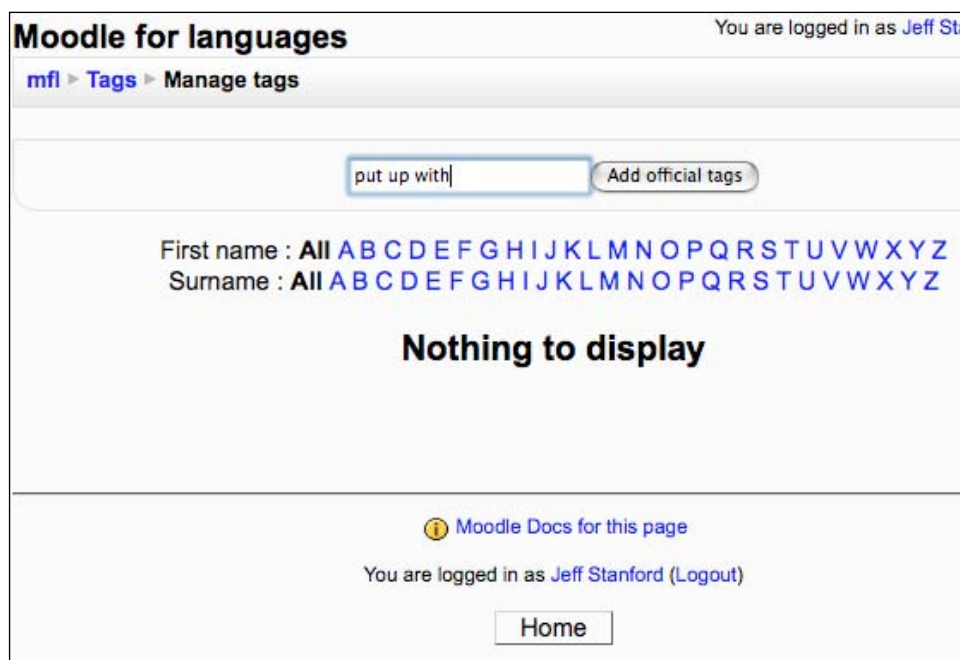 Moodle for languages
You are logged in as Jeff Sta
mfl ► Tags ► Manage tags
put up with
Add official tags
First name : All A B C D E F G H I J K L M N O P Q R S T U V W X Y Z
Surname : All A B C D E F G H I J K L M N O P Q R S T U V W X Y Z
Nothing to display
Moodle Docs for this page
You are logged in as Jeff Stanford (Logout)
Home